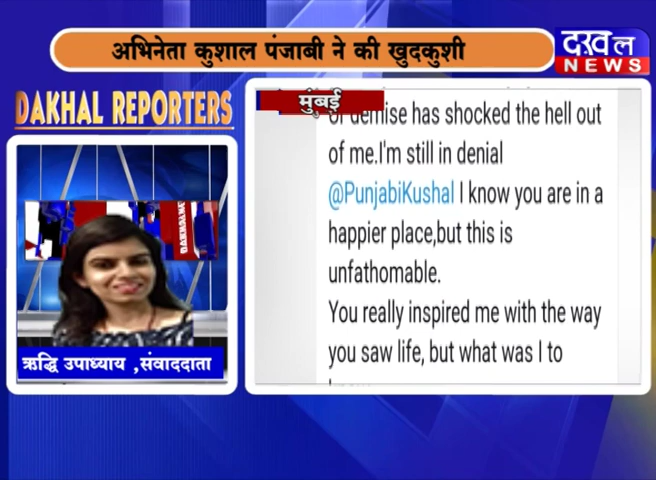 अभिनेता कुशाल पंजाबी ने की खुदकुशी
दख़ल
NEWS
DAKHAL REPORTERS
मुंबई
of demise has shocked the hell out
of me.I'm still in denial
@PunjabiKushal I know you are in a
happier place,but this is
unfathomable.
You really inspired me with the way
you saw life, but what was I to
ऋद्धि उपाध्याय ,संवाददाता